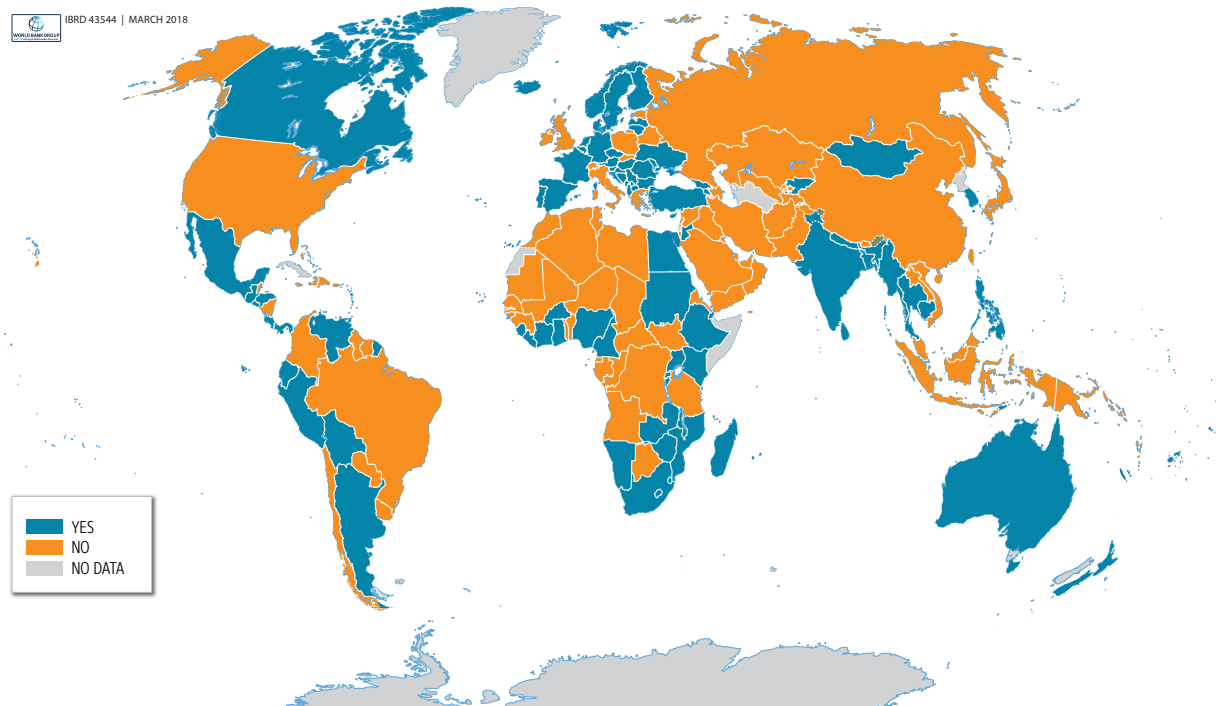 IBRD 43544 | MARCH 2018
WORLD BANK GROUP
YES
NO
NO DATA